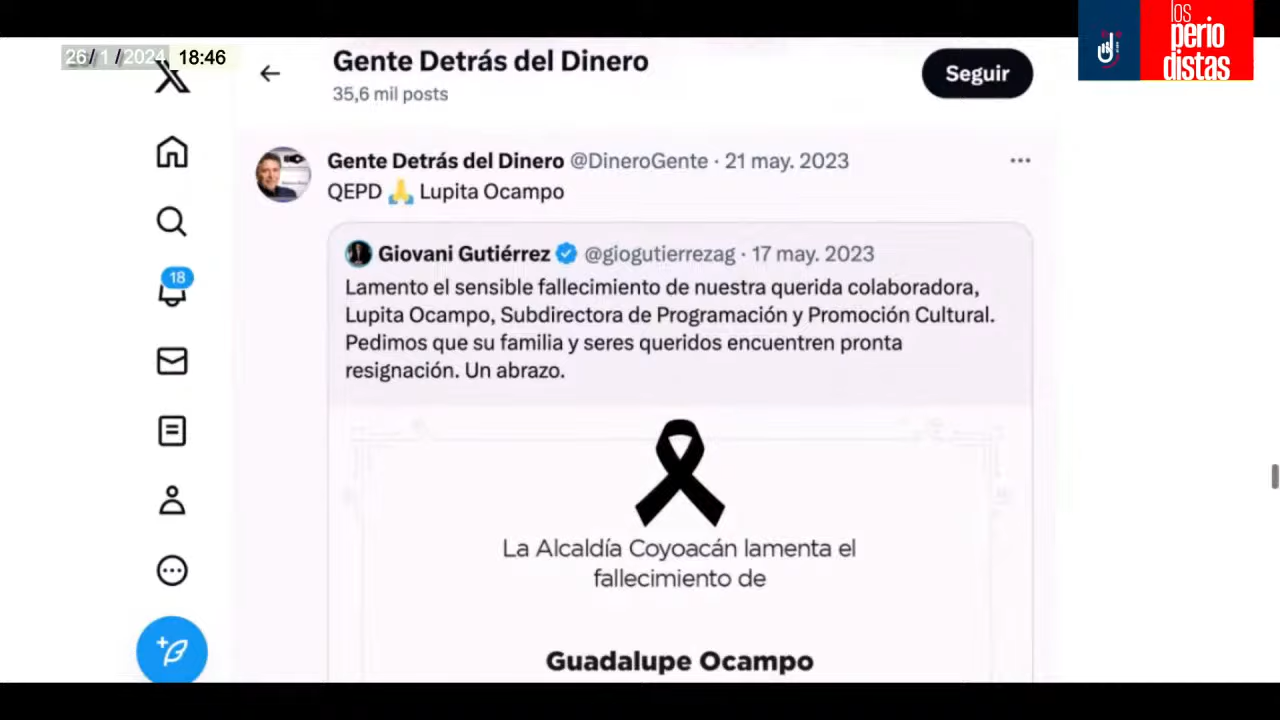 26/ 1 /2024 18:46
los
perio
distas
Gente Detrás del Dinero
35,6 mil posts
Seguir
Gente Detrás del Dinero @DineroGente · 21 may. 2023
QEPD 🙏 Lupita Ocampo
Giovani Gutiérrez @giogutierrezag · 17 may. 2023
Lamento el sensible fallecimiento de nuestra querida colaboradora,
Lupita Ocampo, Subdirectora de Programación y Promoción Cultural.
Pedimos que su familia y seres queridos encuentren pronta
resignación. Un abrazo.
18
La Alcaldía Coyoacán lamenta el
fallecimiento de
Guadalupe Ocampo